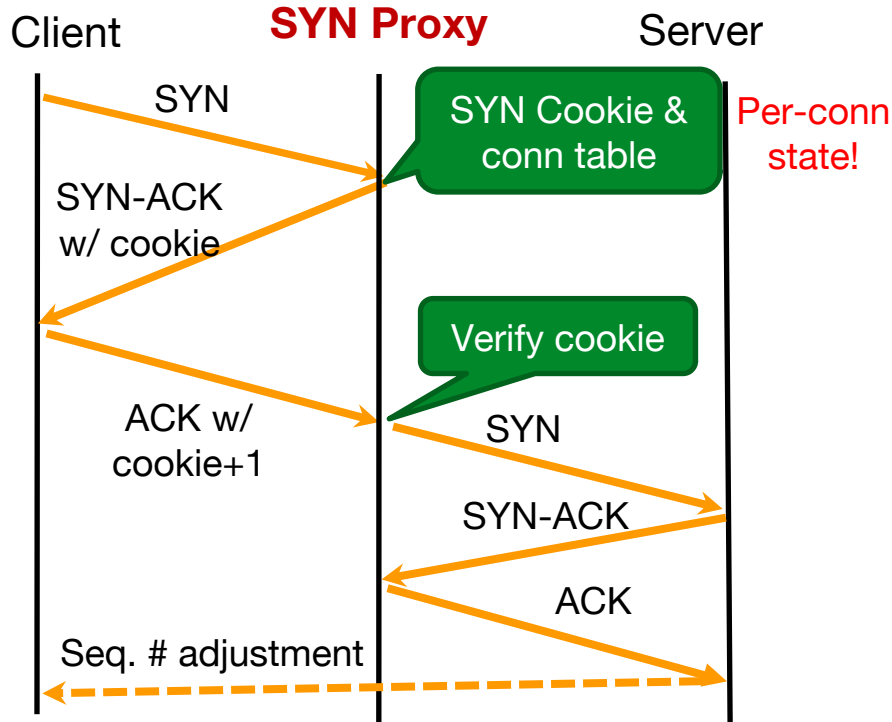 Client
SYN Proxy
Server
SYN
SYN Cookie &
conn table
Per-conn
state!
SYN-ACK
w/ cookie
Verify cookie
ACK w/
cookie+1
SYN
SYN-ACK
ACK
Seq. # adjustment